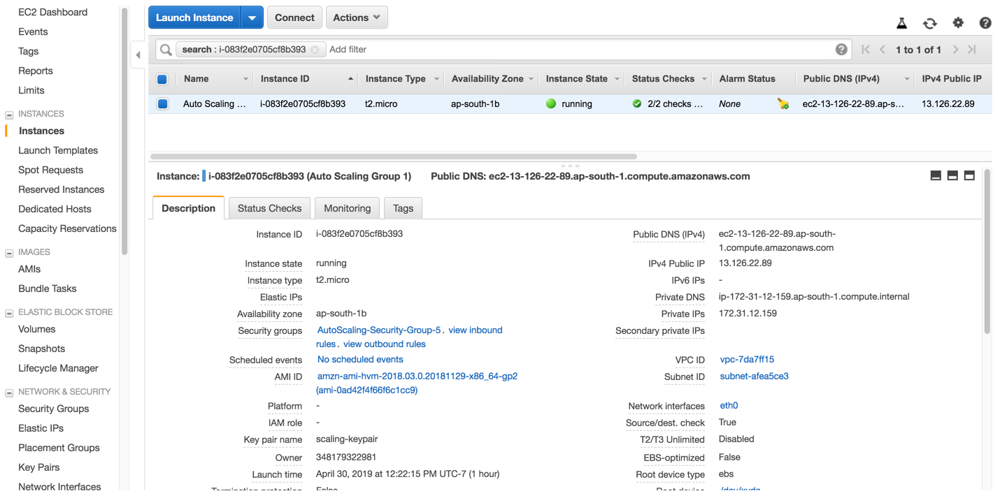 EC2 Dashboard
Events
Tags
Reports
Limits
INSTANCES
Instances
Launch Templates
Spot Requests
Reserved Instances
Dedicated Hosts
Capacity Reservations
IMAGES
AMIs
Bundle Tasks
ELASTIC BLOCK STORE
Volumes
Snapshots
Lifecycle Manager
NETWORK & SECURITY
Security Groups
Elastic IPs
Placement Groups
Key Pairs
Network Interfaces
Launch Instance Connect Actions
search : i-083f2e0705cf8b393 Add filter 1 to 1 of 1
Name Instance ID Instance Type Availability Zone Instance State Status Checks Alarm Status Public DNS (IPv4) IPv4 Public IP
Auto Scaling ... i-083f2e0705cf8b393 t2.micro ap-south-1b running 2/2 checks ... None ec2-13-126-22-89.ap-s... 13.126.22.89
Instance: i-083f2e0705cf8b393 (Auto Scaling Group 1) Public DNS: ec2-13-126-22-89.ap-south-1.compute.amazonaws.com
Description Status Checks Monitoring Tags
Instance ID i-083f2e0705cf8b393
Instance state running
Instance type t2.micro
Elastic IPs
Availability zone ap-south-1b
Security groups AutoScaling-Security-Group-5. view inbound
rules. view outbound rules
Scheduled events No scheduled events
AMI ID amzn-ami-hvm-2018.03.0.20181129-x86_64-gp2
(ami-0ad42f4f66f6c1cc9)
Platform -
IAM role -
Key pair name scaling-keypair
Owner 348179322981
Launch time April 30, 2019 at 12:22:15 PM UTC-7 (1 hour)
Termination protection False
Public DNS (IPv4) ec2-13-126-22-89.ap-south-
1.compute.amazonaws.com
IPv4 Public IP 13.126.22.89
IPv6 IPs -
Private DNS ip-172-31-12-159.ap-south-1.compute.internal
Private IPs 172.31.12.159
Secondary private IPs
VPC ID vpc-7da7ff15
Subnet ID subnet-afea5ce3
Network interfaces eth0
Source/dest. check True
T2/T3 Unlimited Disabled
EBS-optimized False
Root device type ebs
Root device /dev/xvda